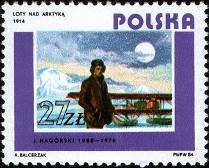 LOTY NAD ARKTYKĄ
1914
POLSKA
27zł
J. NAGÓRSKI 1888-1976
A. BALCERZAK
PWPW 84